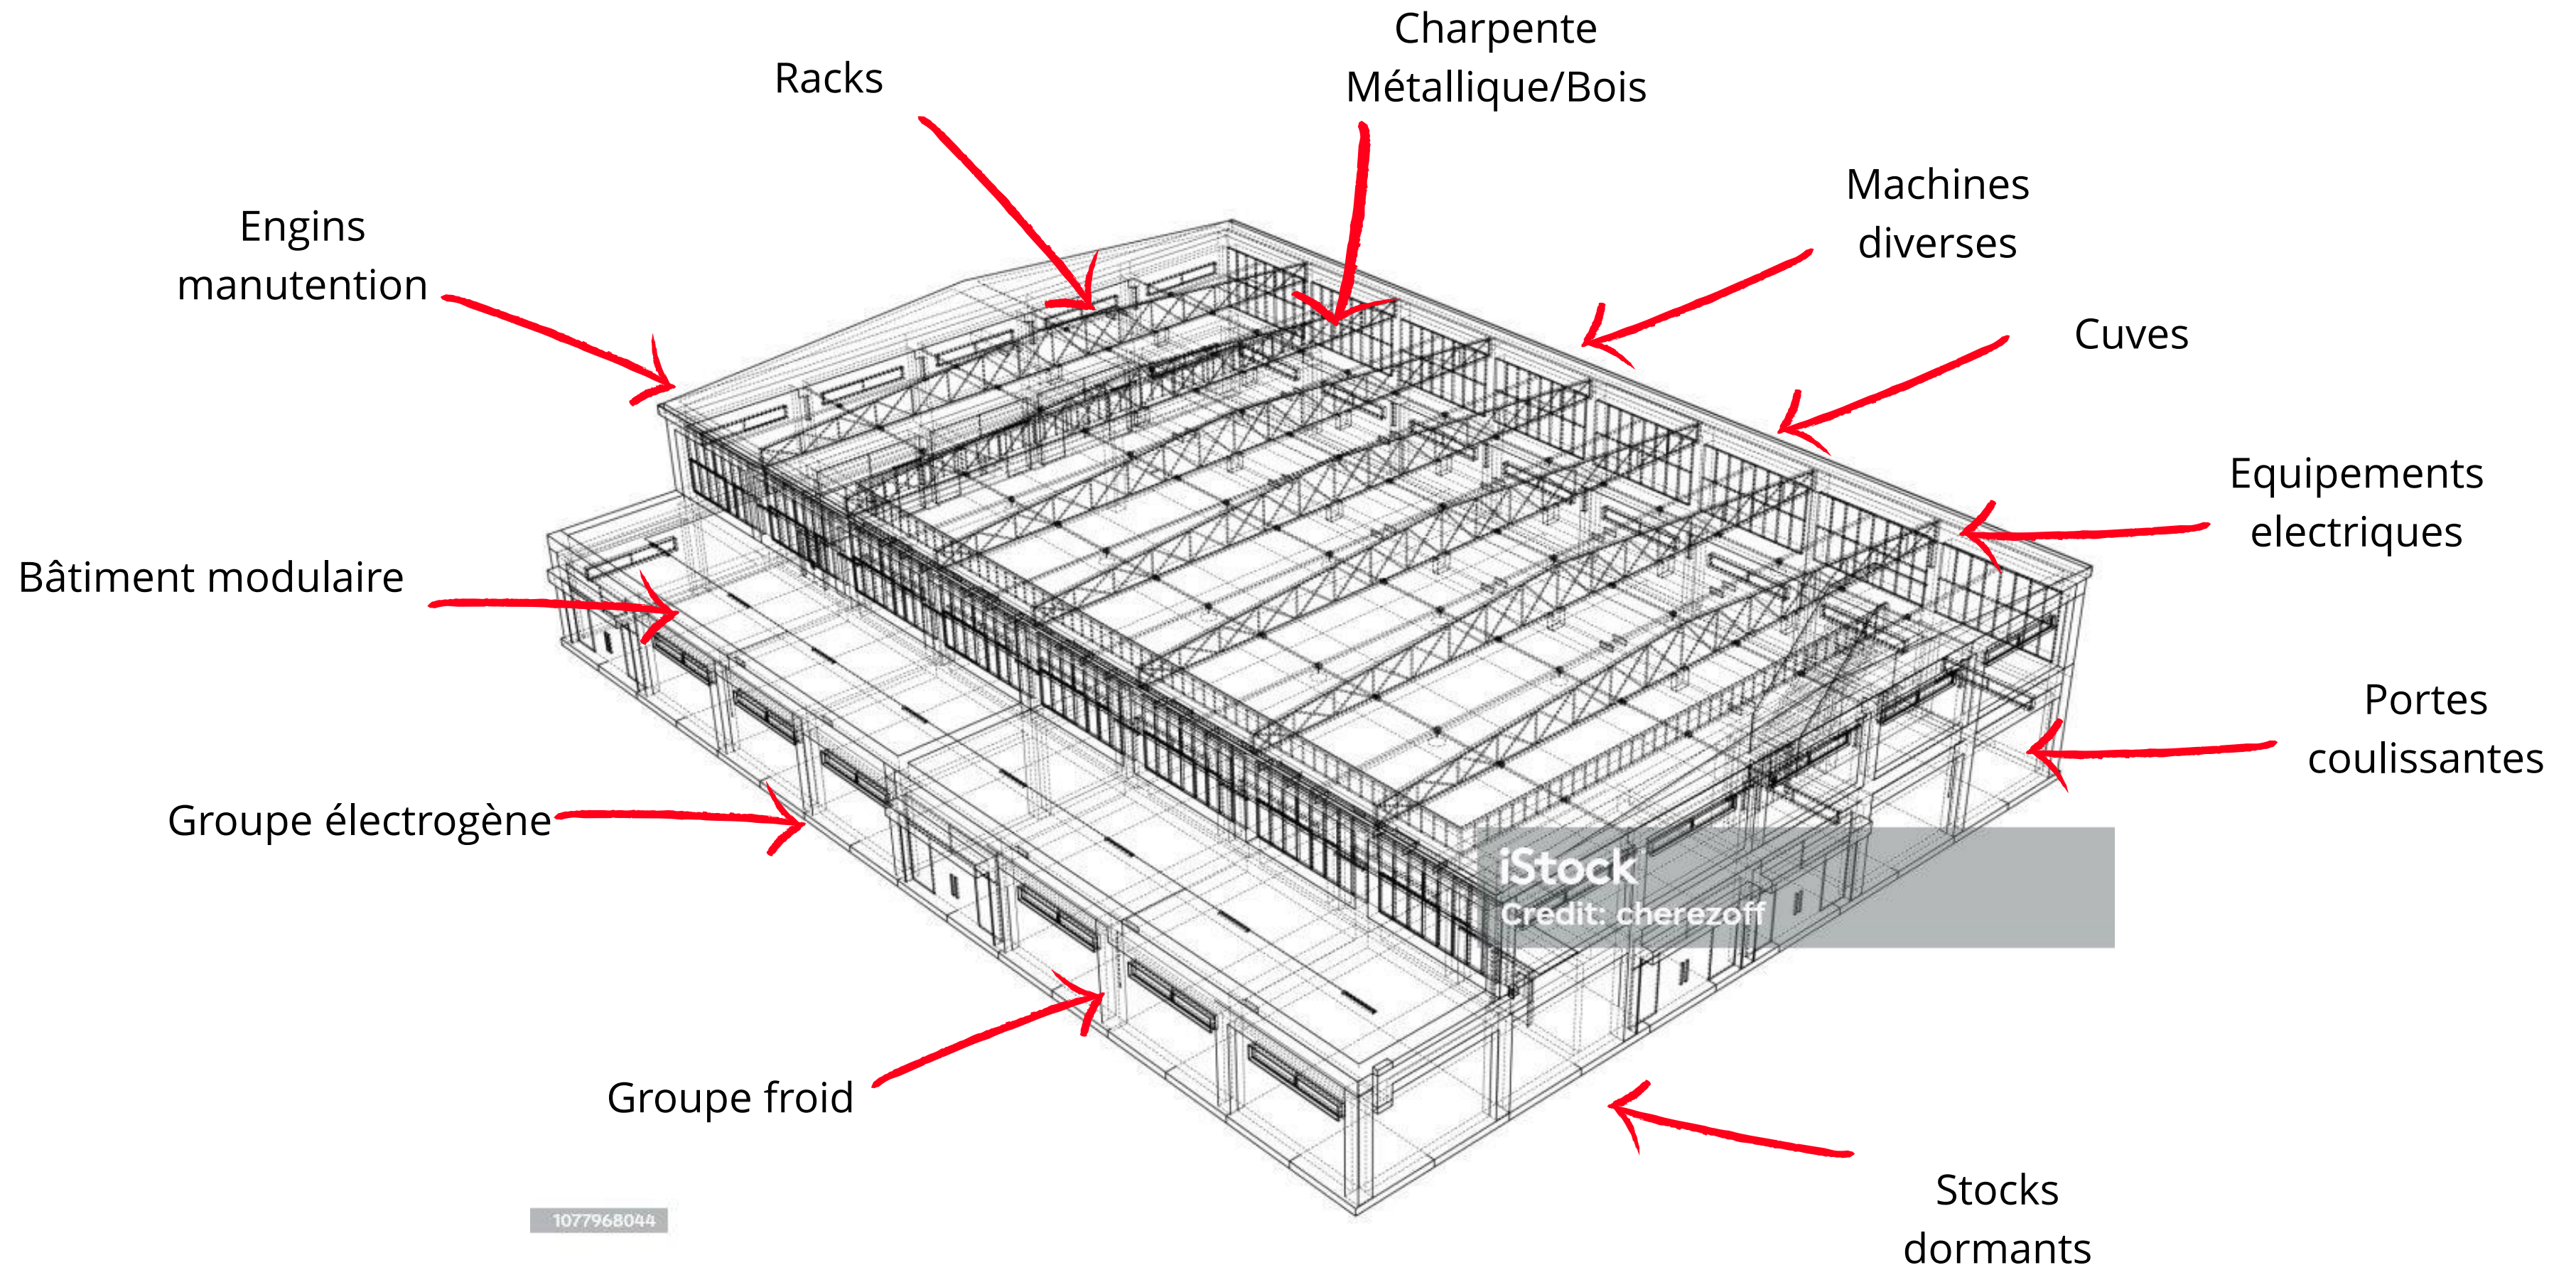 Charpente
Métallique/Bois
Racks
Machines
diverses
Engins
manutention
Cuves
Equipements
electriques
Bâtiment modulaire
Portes
coulissantes
Groupe électrogène
iStock
Credit: cherezoff
Groupe froid
Stocks
dormants
1077968044